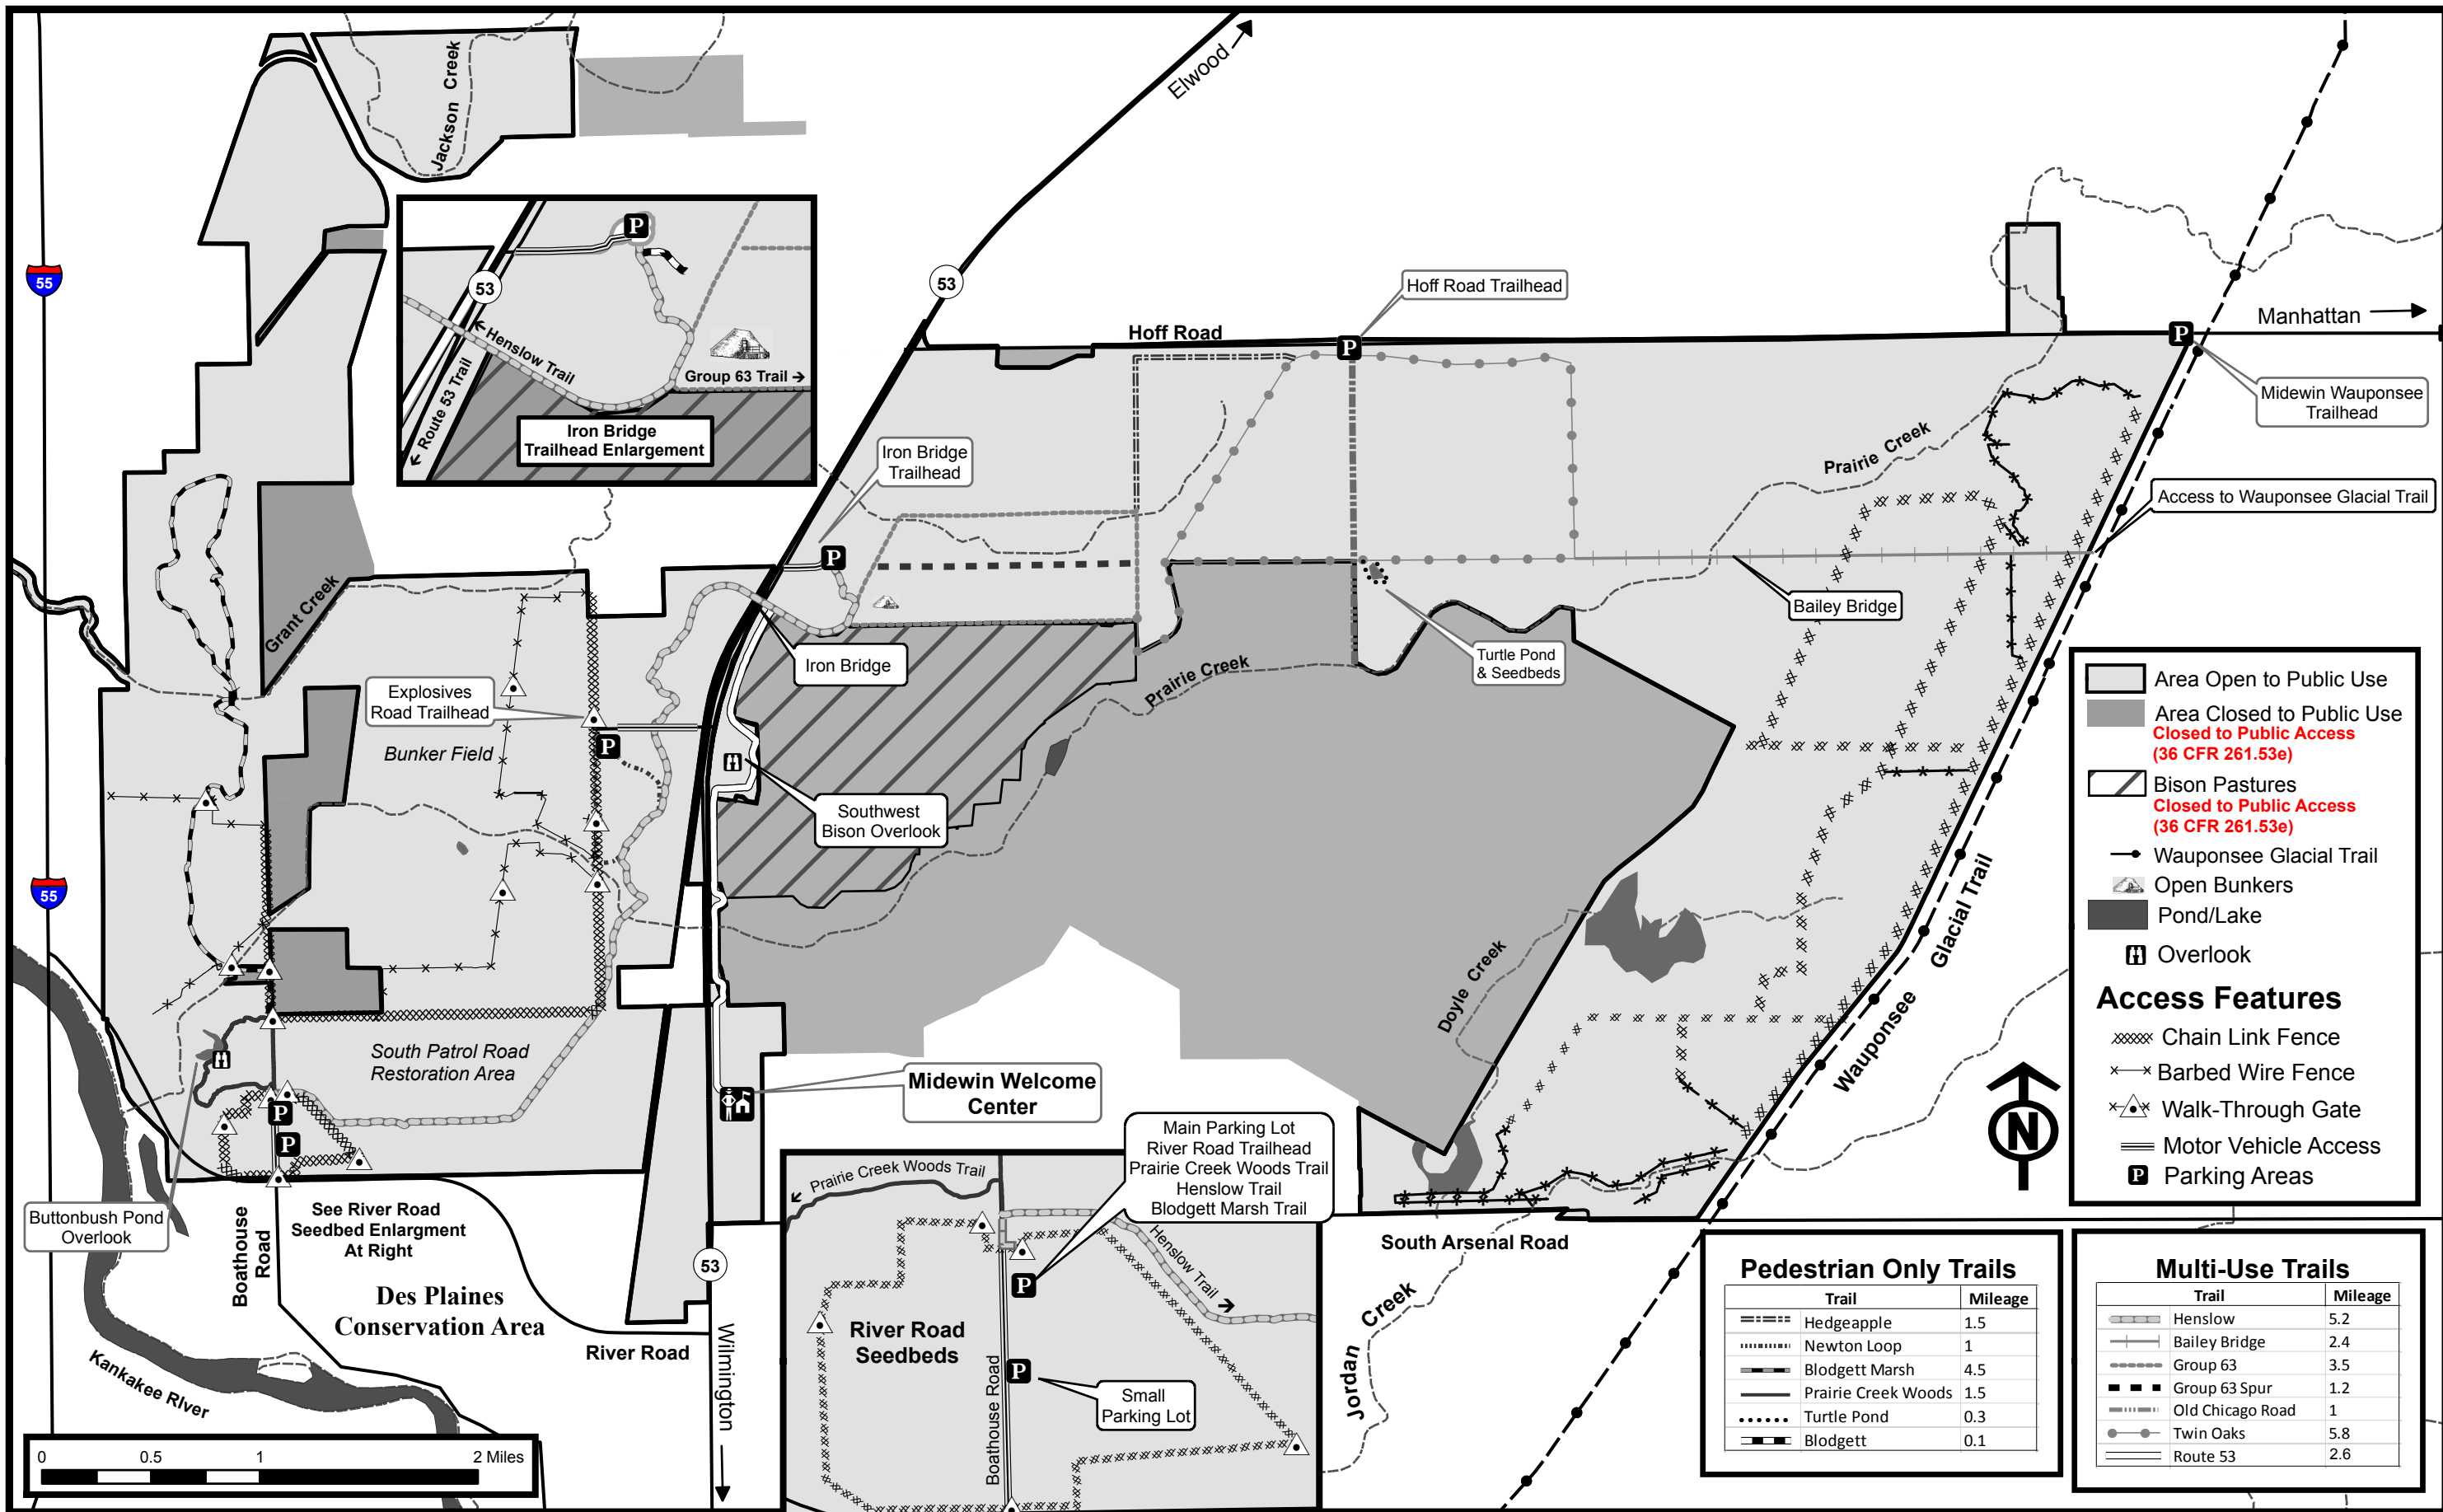 Elwood
Jackson Creek
55
53
Henslow Trail
Route 53 Trail
Group 63 Trail
Iron Bridge
Trailhead Enlargement
53
Hoff Road Trailhead
Hoff Road
Manhattan
Midewin Wauponsee
Trailhead
Iron Bridge
Trailhead
Prairie Creek
Access to Wauponsee Glacial Trail
Bailey Bridge
Grant Creek
Iron Bridge
Turtle Pond
& Seedbeds
Prairie Creek
Explosives
Road Trailhead
Bunker Field
Southwest
Bison Overlook
55
Doyle Creek
Wauponsee
Glacial Trail
South Patrol Road
Restoration Area
Midewin Welcome
Center
Buttonbush Pond
Overlook
Boathouse
Road
See River Road
Seedbed Enlargment
At Right
Des Plaines
Conservation Area
Kankakee RIver
River Road
53
Wilmington
0 0.5 1 2 Miles
Prairie Creek Woods Trail
Main Parking Lot
River Road Trailhead
Prairie Creek Woods Trail
Henslow Trail
Blodgett Marsh Trail
Henslow Trail
River Road
Seedbeds
Boathouse Road
Small
Parking Lot
South Arsenal Road
Jordan Creek
Area Open to Public Use
Area Closed to Public Use
Closed to Public Access
(36 CFR 261.53e)
Bison Pastures
Closed to Public Access
(36 CFR 261.53e)
Wauponsee Glacial Trail
Open Bunkers
Pond/Lake
Overlook
Access Features
Chain Link Fence
Barbed Wire Fence
Walk-Through Gate
Motor Vehicle Access
P Parking Areas
N
Pedestrian Only Trails
Trail Mileage
Hedgeapple 1.5
Newton Loop 1
Blodgett Marsh 4.5
Prairie Creek Woods 1.5
Turtle Pond 0.3
Blodgett 0.1
Multi-Use Trails
Trail Mileage
Henslow 5.2
Bailey Bridge 2.4
Group 63 3.5
Group 63 Spur 1.2
Old Chicago Road 1
Twin Oaks 5.8
Route 53 2.6
P
P
P
P
P
P
P
P
P
P